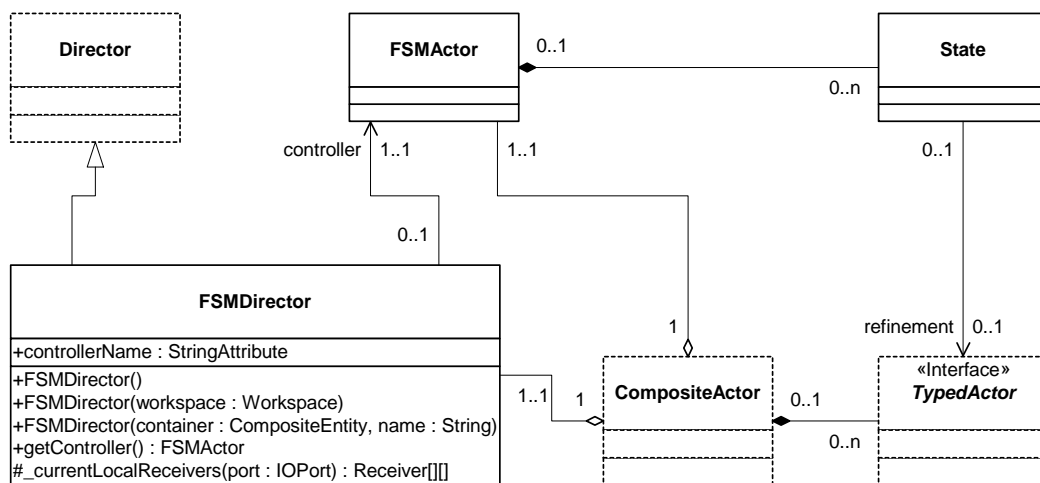 Director
FSMActor
0..1
0..n
State
controller
1..1
1..1
0..1
0..1
FSMDirector
+controllerName : StringAttribute
+FSMDirector()
+FSMDirector(workspace : Workspace)
+FSMDirector(container : CompositeEntity, name : String)
+getController() : FSMActor
#_currentLocalReceivers(port : IOPort) : Receiver[][]
1..1
1
1
CompositeActor
0..1
0..n
refinement
0..1
«Interface»
TypedActor